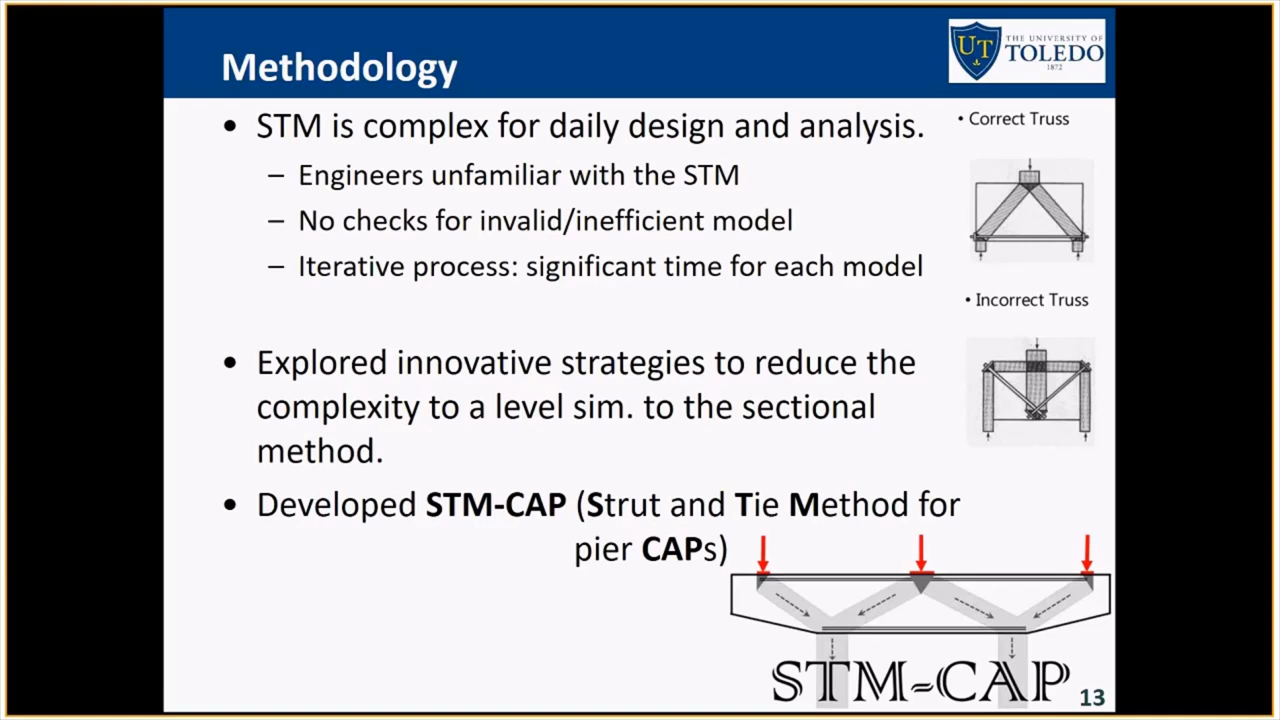 Methodology
UT
THE UNIVERSITY OF
TOLEDO
1872
• STM is complex for daily design and analysis.
– Engineers unfamiliar with the STM
– No checks for invalid/inefficient model
– Iterative process: significant time for each model
• Explored innovative strategies to reduce the
complexity to a level sim. to the sectional
method.
• Developed STM-CAP (Strut and Tie Method for
pier CAPs)
• Correct Truss
• Incorrect Truss
STM-CAP
13